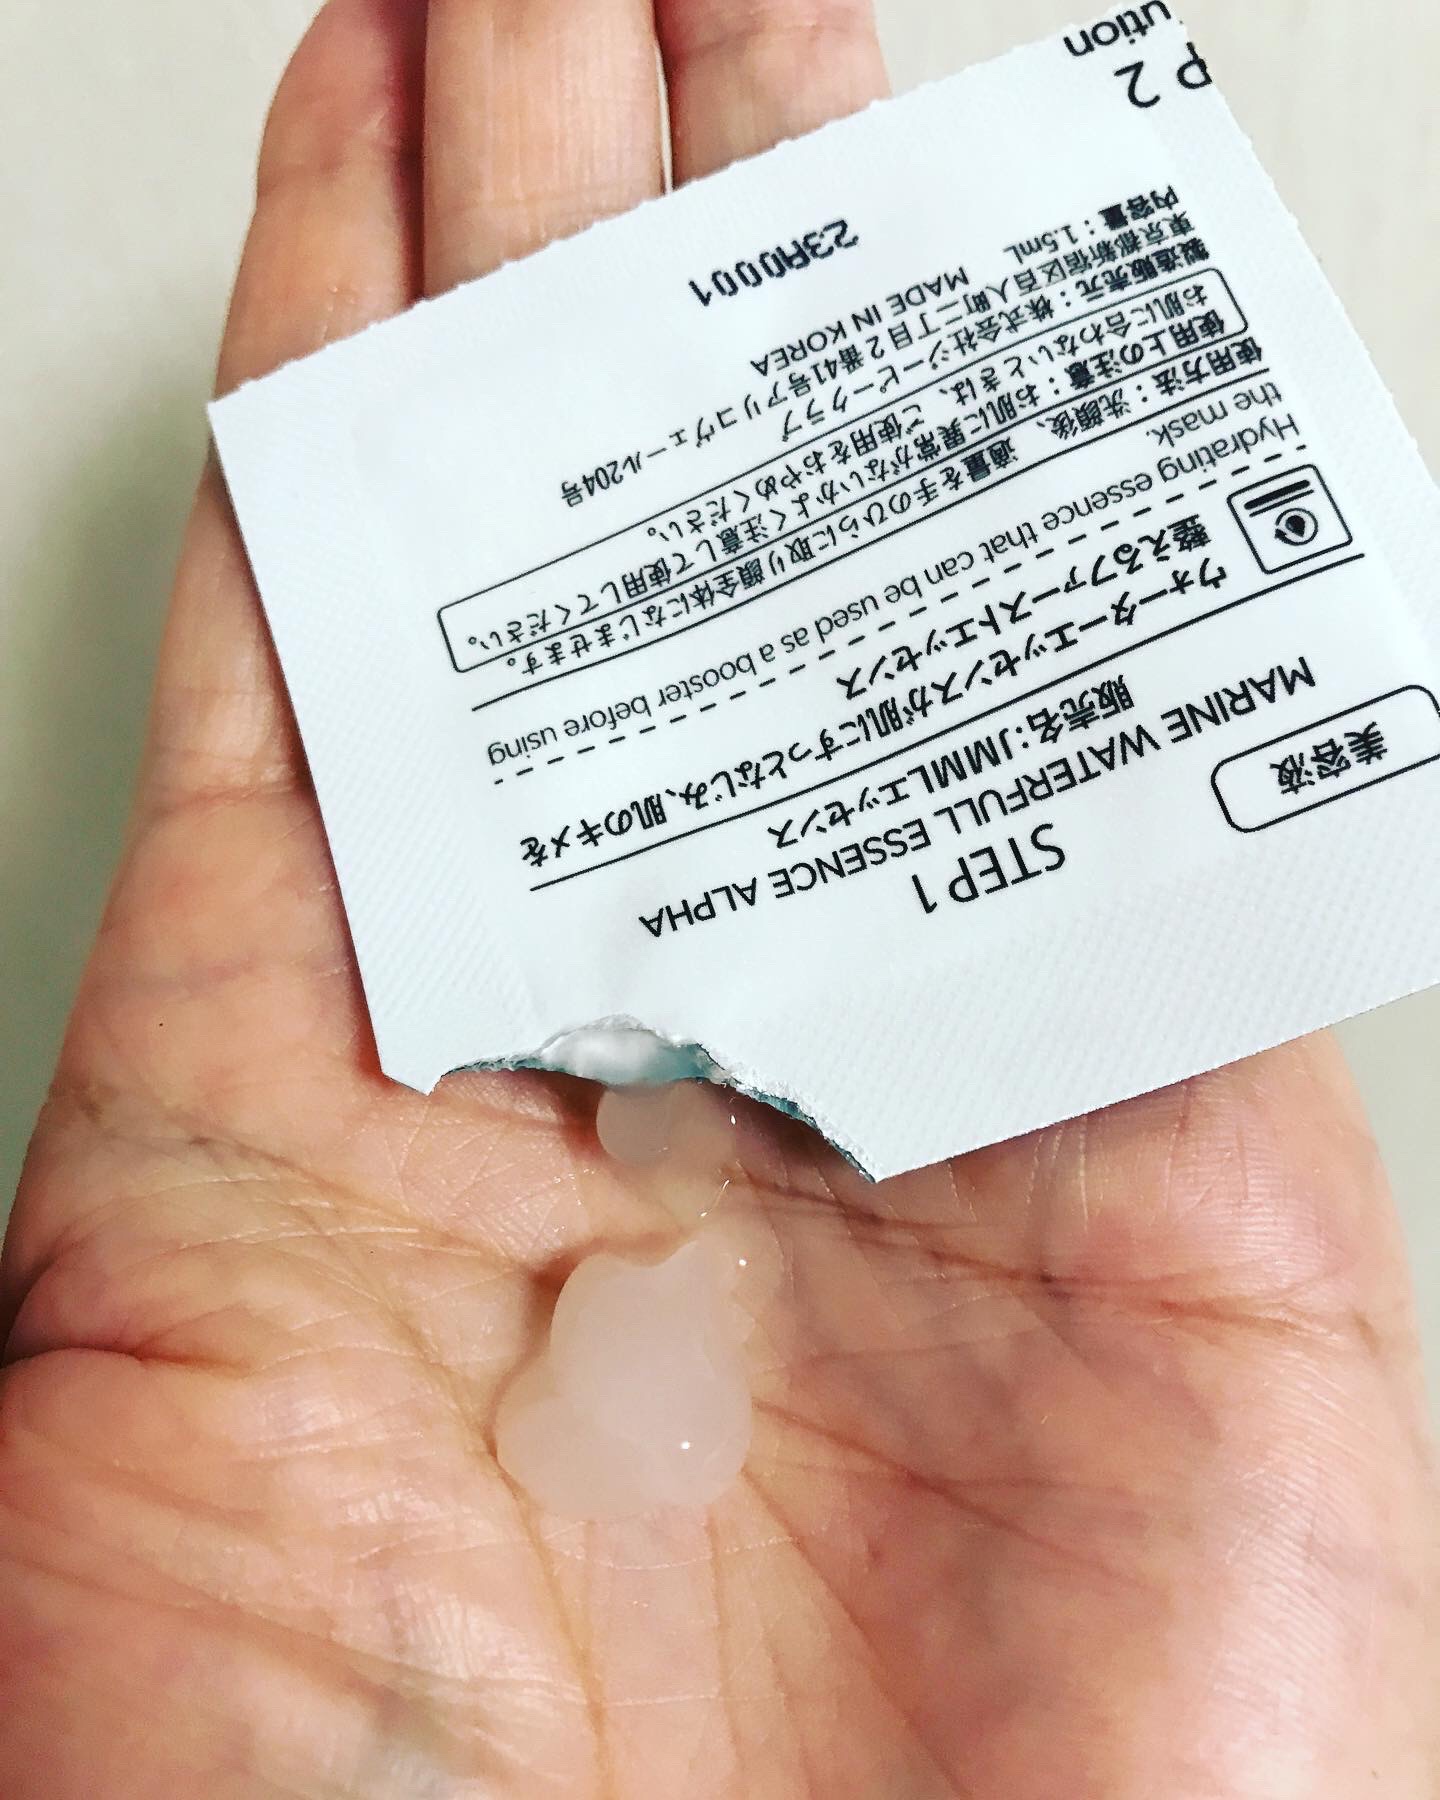 STEP1
MARINE WATERFULL ESSENCE ALPHA
美容液
販売名:JMMLエッセンス
ウォーターエッセンスが肌にすっとなじみ、肌のキメを
整えるファーストエッセンス
Hydrating essence that can be used as a booster before using
the mask.
使用方法：洗顔後、適量を手のひらに取り顔全体になじませます。
使用上の注意：お肌に異常がないかよく注意して使用してください。
お肌に合わないときは、ご使用をおやめください。
製造販売元：株式会社ジーピークラブ
東京都新宿区百人町二丁目2番41号アリコヴェール204号
内容量：1.5mL
MADE IN KOREA
23A0001
P 2
ution